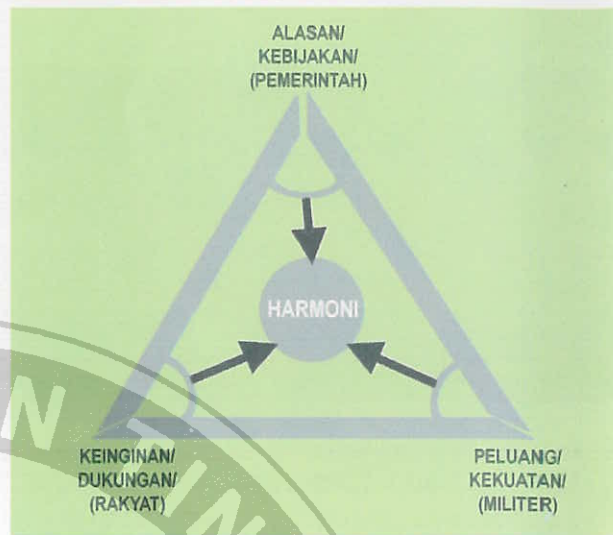 ALASAN/
KEBIJAKAN/
(PEMERINTAH)
HARMONI
KEINGINAN/
DUKUNGAN/
(RAKYAT)
PELUANG/
KEKUATAN/
(MILITER)